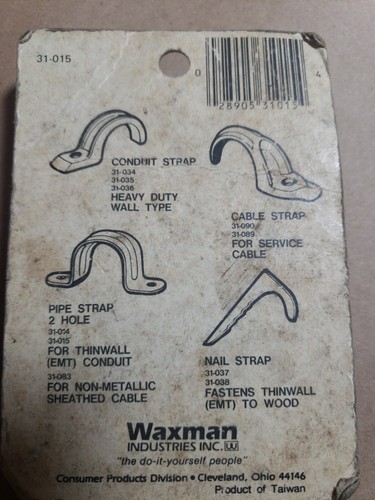 31-015
0
4
28905 31015
CONDUIT STRAP
31-034
31-035
31-036
HEAVY DUTY
WALL TYPE
CABLE STRAP
31-090
31-089
FOR SERVICE
CABLE
PIPE STRAP
2 HOLE
31-014
31-015
FOR THINWALL
(EMT) CONDUIT
31-083
FOR NON-METALLIC
SHEATHED CABLE
NAIL STRAP
31-037
31-038
FASTENS THINWALL
(EMT) TO WOOD
Waxman
INDUSTRIES INC. W
"the do-it-yourself people"
Consumer Products Division • Cleveland, Ohio 44146
Product of Taiwan